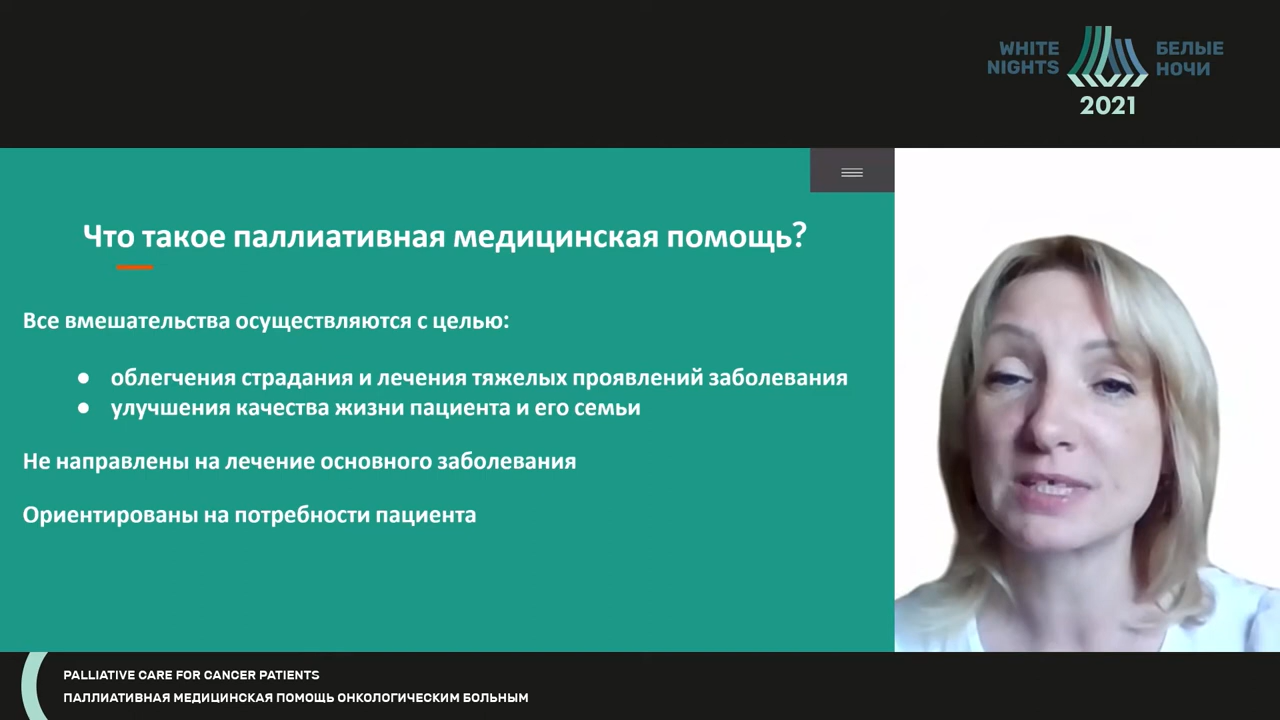 WHITE
NIGHTS
БЕЛЫЕ
НОЧИ
2021
Что такое паллиативная медицинская помощь?
Все вмешательства осуществляются с целью:
● облегчения страдания и лечения тяжелых проявлений заболевания
● улучшения качества жизни пациента и его семьи
Не направлены на лечение основного заболевания
Ориентированы на потребности пациента
PALLIATIVE CARE FOR CANCER PATIENTS
ПАЛЛИАТИВНАЯ МЕДИЦИНСКАЯ ПОМОЩЬ ОНКОЛОГИЧЕСКИМ БОЛЬНЫМ